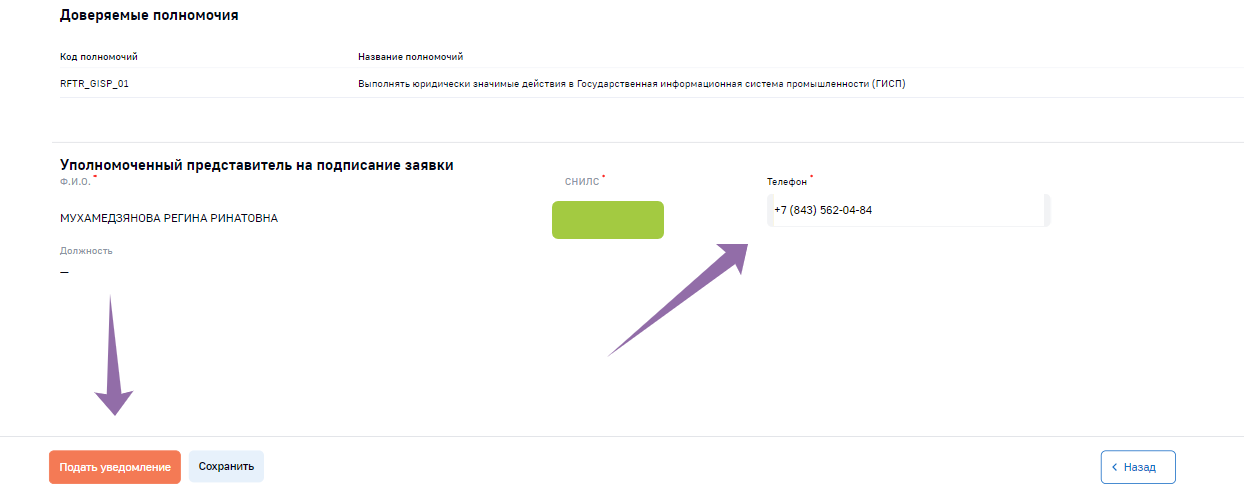 Доверяемые полномочия
Код полномочий Название полномочий
RFTR_GISP_01 Выполнять юридически значимые действия в Государственная информационная система промышленности (ГИСП)
Уполномоченный представитель на подписание заявки
Ф.И.О. * СНИЛС * Телефон *
МУХАМЕДЗЯНОВА РЕГИНА РИНАТОВНА +7 (843) 562-04-84
Должность
—
Подать уведомление Сохранить Назад